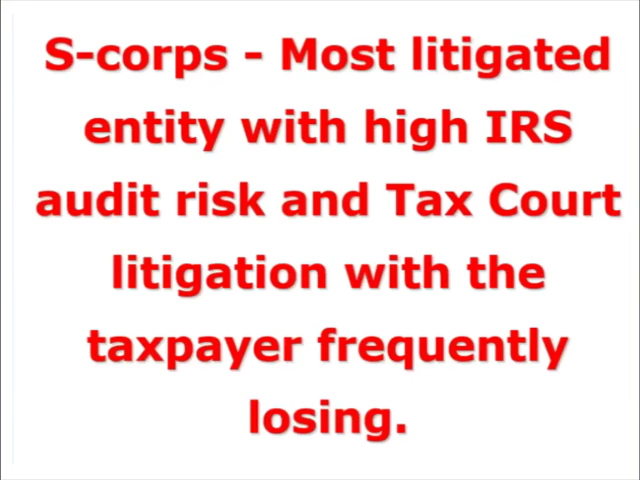 S-corps - Most litigated
entity with high IRS
audit risk and Tax Court
litigation with the
taxpayer frequently
losing.